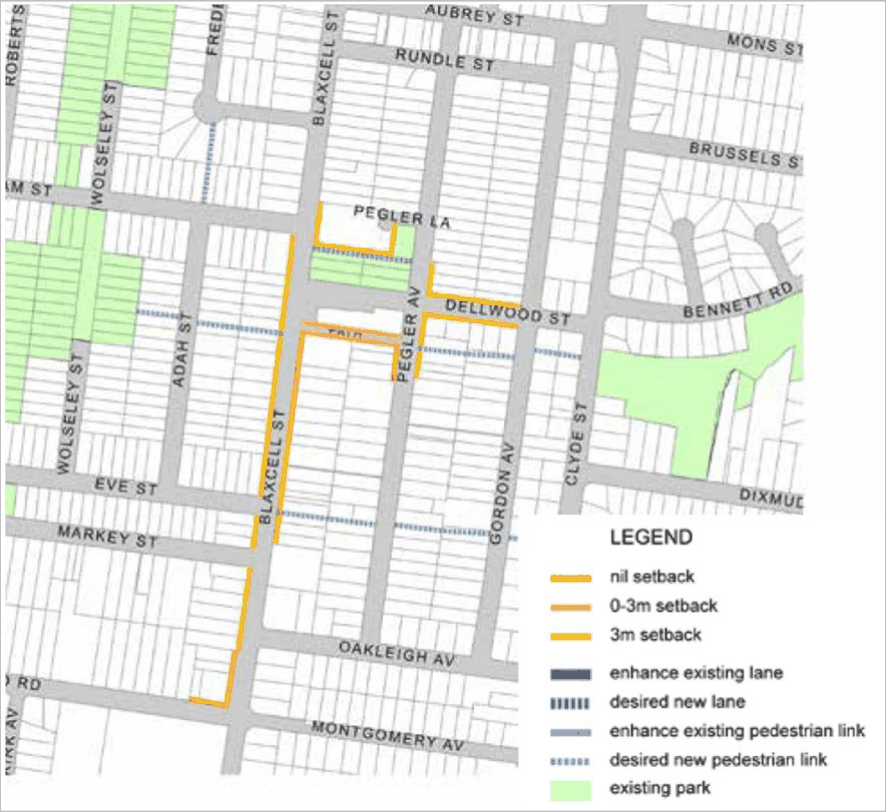 AUBREY ST
MONS ST
ROBERTS
FREDE
BLAXCELL ST
RUNDLE ST
BRUSSELS S
WOLSELEY ST
AM ST
PEGLER LA
BENNETT RD
DELLWOOD ST
PEGLER AV
PATH
ADAH ST
WOLSELEY ST
BLAXCELL ST
CLYDE ST
GORDON AV
EVE ST
DIXMUD
MARKEY ST
OAKLEIGH AV
RD
MONTGOMERY AV
KIRK AV
LEGEND
nil setback
0-3m setback
3m setback
enhance existing lane
desired new lane
enhance existing pedestrian link
desired new pedestrian link
existing park